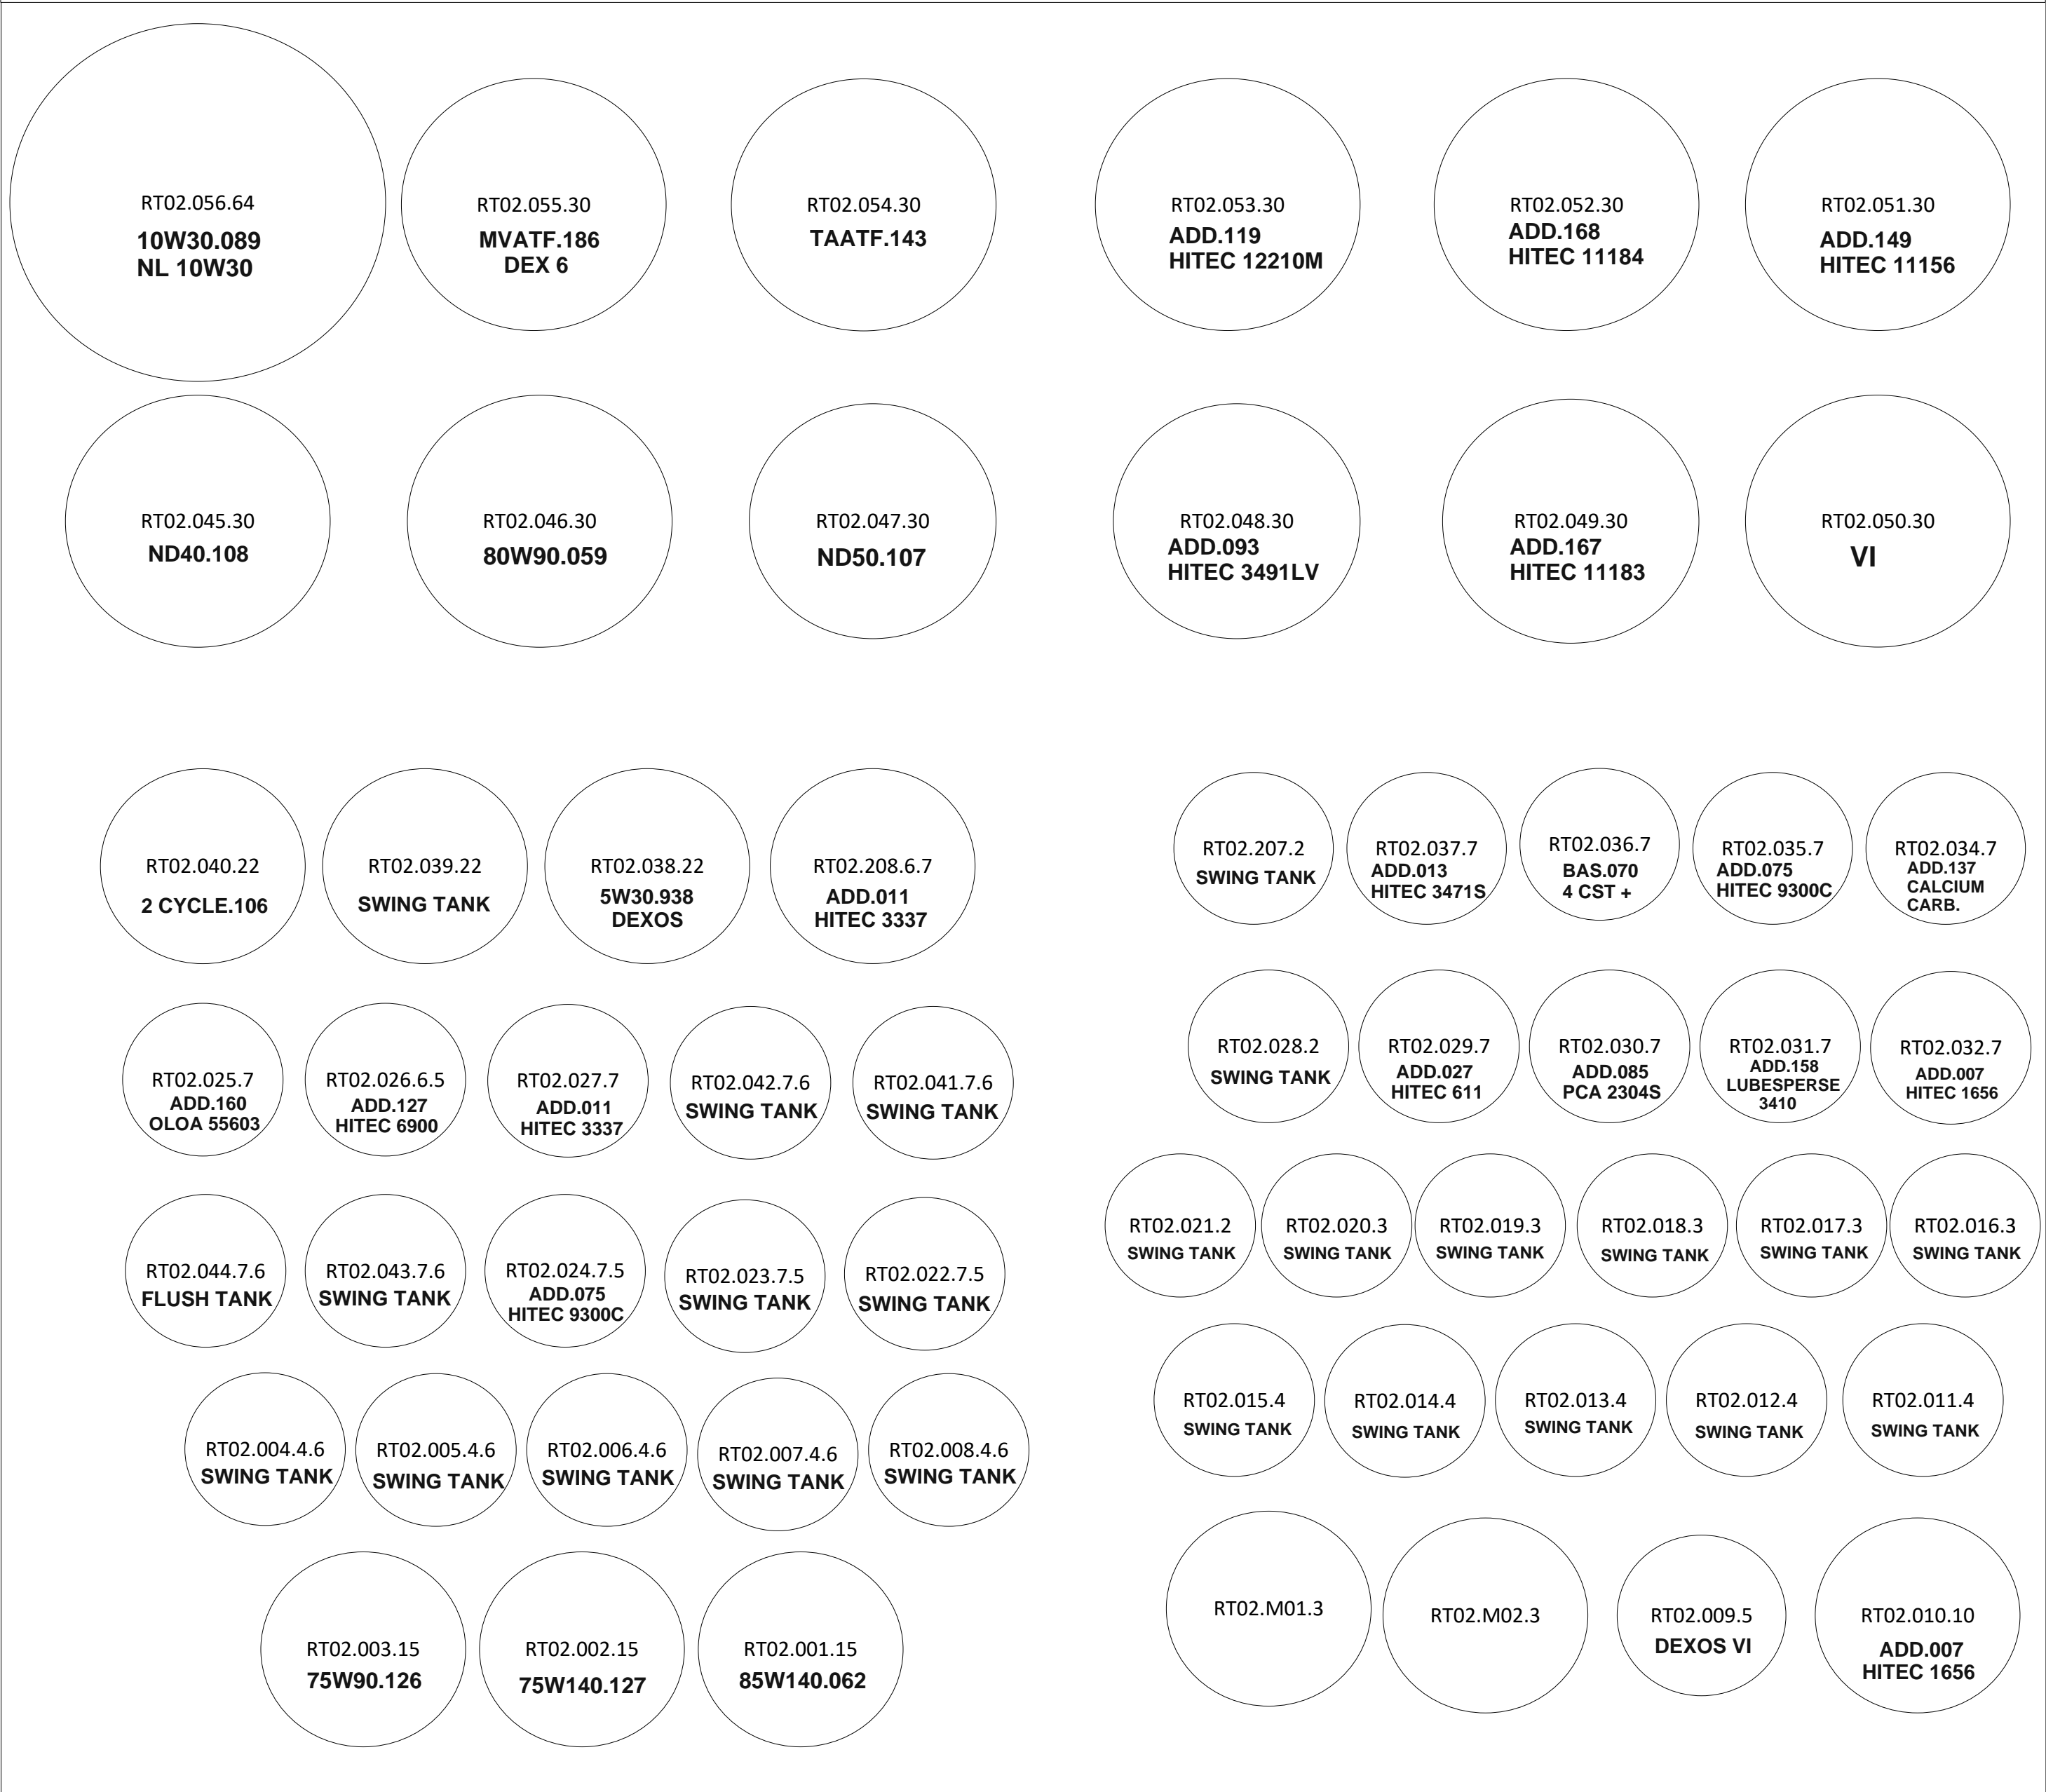 RT02.056.64
10W30.089
NL 10W30
RT02.055.30
MVATF.186
DEX 6
RT02.054.30
TAATF.143
RT02.053.30
ADD.119
HITEC 12210M
RT02.052.30
ADD.168
HITEC 11184
RT02.051.30
ADD.149
HITEC 11156
RT02.045.30
ND40.108
RT02.046.30
80W90.059
RT02.047.30
ND50.107
RT02.048.30
ADD.093
HITEC 3491LV
RT02.049.30
ADD.167
HITEC 11183
RT02.050.30
VI
RT02.040.22
2 CYCLE.106
RT02.039.22
SWING TANK
RT02.038.22
5W30.938
DEXOS
RT02.208.6.7
ADD.011
HITEC 3337
RT02.207.2
SWING TANK
RT02.037.7
ADD.013
HITEC 3471S
RT02.036.7
BAS.070
4 CST +
RT02.035.7
ADD.075
HITEC 9300C
RT02.034.7
ADD.137
CALCIUM
CARB.
RT02.025.7
ADD.160
OLOA 55603
RT02.026.6.5
ADD.127
HITEC 6900
RT02.027.7
ADD.011
HITEC 3337
RT02.042.7.6
SWING TANK
RT02.041.7.6
SWING TANK
RT02.028.2
SWING TANK
RT02.029.7
ADD.027
HITEC 611
RT02.030.7
ADD.085
PCA 2304S
RT02.031.7
ADD.158
LUBESPERSE
3410
RT02.032.7
ADD.007
HITEC 1656
RT02.044.7.6
FLUSH TANK
RT02.043.7.6
SWING TANK
RT02.024.7.5
ADD.075
HITEC 9300C
RT02.023.7.5
SWING TANK
RT02.022.7.5
SWING TANK
RT02.021.2
SWING TANK
RT02.020.3
SWING TANK
RT02.019.3
SWING TANK
RT02.018.3
SWING TANK
RT02.017.3
SWING TANK
RT02.016.3
SWING TANK
RT02.004.4.6
SWING TANK
RT02.005.4.6
SWING TANK
RT02.006.4.6
SWING TANK
RT02.007.4.6
SWING TANK
RT02.008.4.6
SWING TANK
RT02.015.4
SWING TANK
RT02.014.4
SWING TANK
RT02.013.4
SWING TANK
RT02.012.4
SWING TANK
RT02.011.4
SWING TANK
RT02.003.15
75W90.126
RT02.002.15
75W140.127
RT02.001.15
85W140.062
RT02.M01.3
RT02.M02.3
RT02.009.5
DEXOS VI
RT02.010.10
ADD.007
HITEC 1656